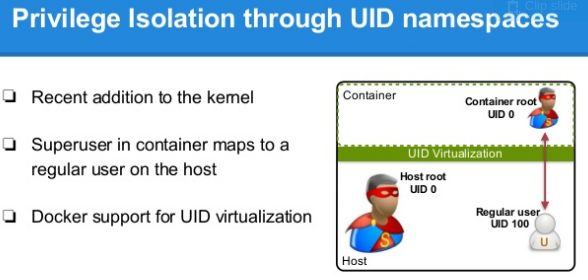 Clip slide
Privilege Isolation through UID namespaces
Recent addition to the kernel
Superuser in container maps to a
regular user on the host
Docker support for UID virtualization
Container
Container root
UID 0
S
UID Virtualization
Host root
UID 0
S
Regular user
UID 100
U
Host